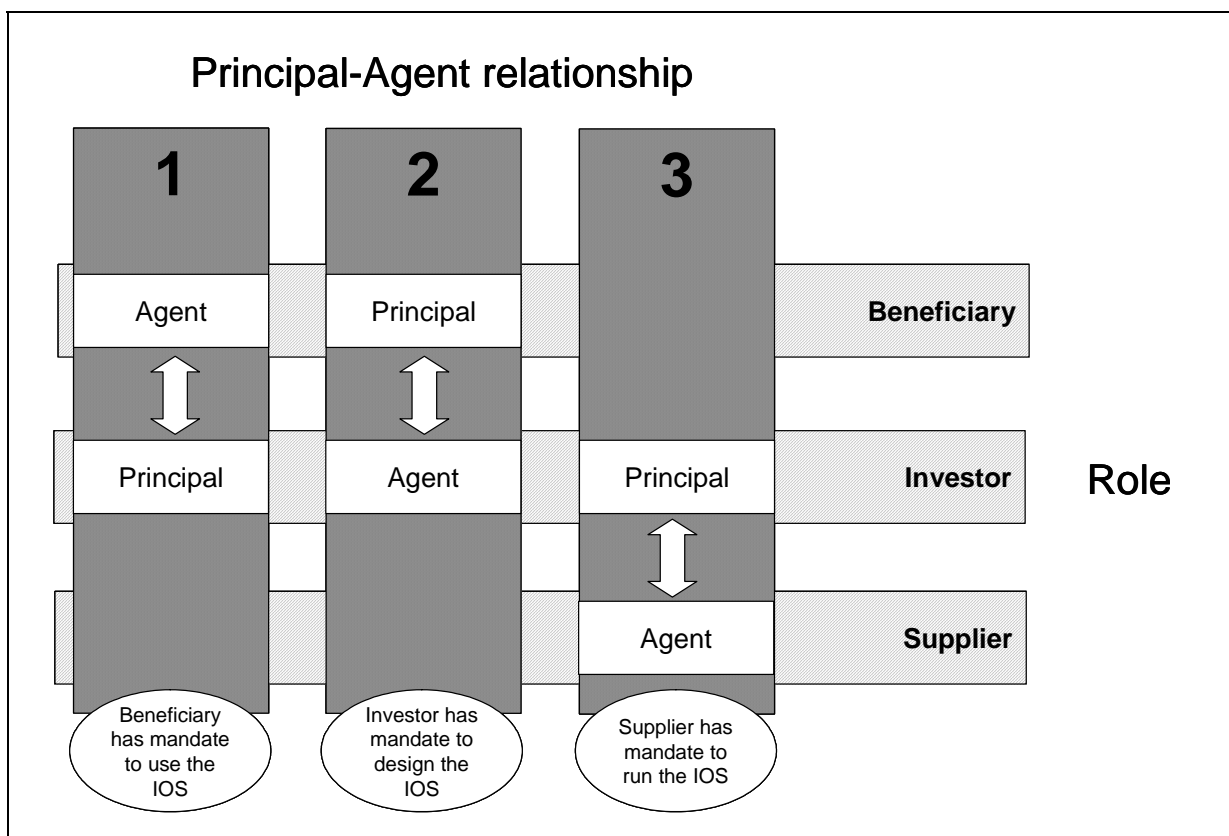 Principal-Agent relationship
1
2
3
Agent
Principal
Beneficiary
Principal
Agent
Principal
Investor
Role
Agent
Supplier
Beneficiary
has mandate
to use the
IOS
Investor has
mandate to
design the
IOS
Supplier has
mandate to
run the IOS